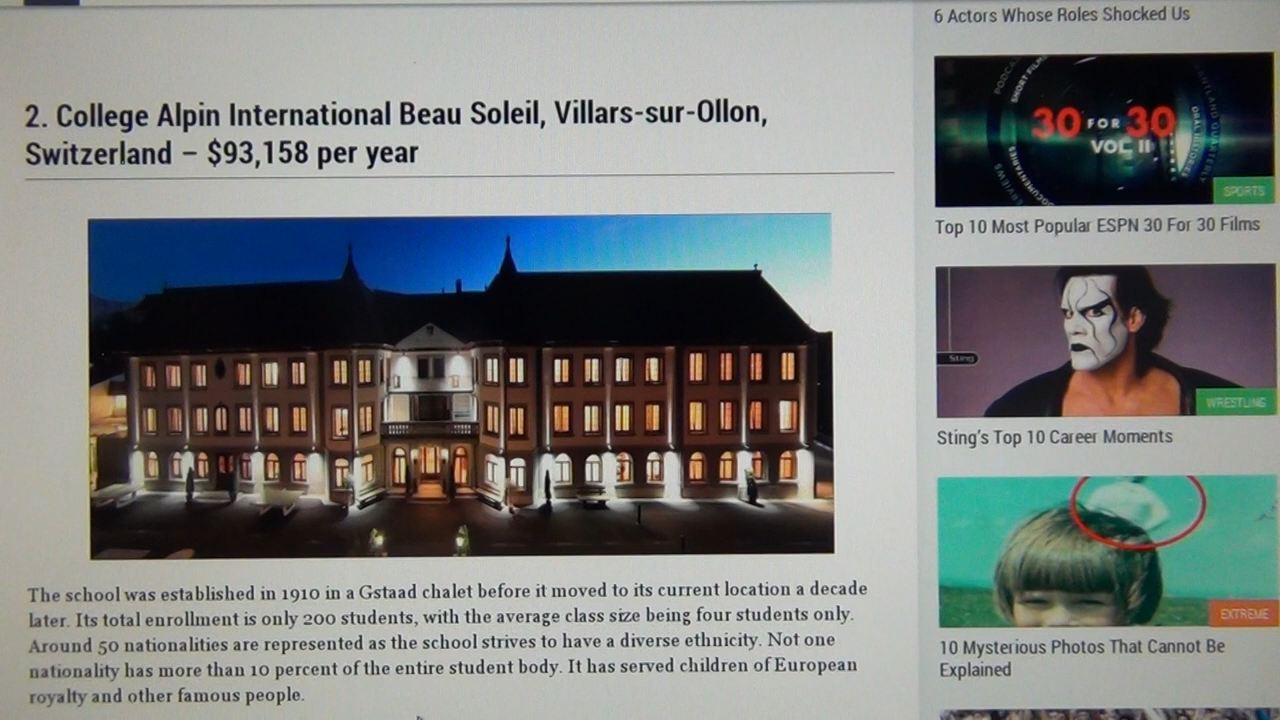 2. College Alpin International Beau Soleil, Villars-sur-Ollon,
Switzerland – $93,158 per year
The school was established in 1910 in a Gstaad chalet before it moved to its current location a decade
later. Its total enrollment is only 200 students, with the average class size being four students only.
Around 50 nationalities are represented as the school strives to have a diverse ethnicity. Not one
nationality has more than 10 percent of the entire student body. It has served children of European
royalty and other famous people.
6 Actors Whose Roles Shocked Us
SHORT FILMS
DOCUMENTARIES
30 FOR 30
VOL II
SPORTS
Top 10 Most Popular ESPN 30 For 30 Films
Sting
WRESTLING
Sting's Top 10 Career Moments
EXTREME
10 Mysterious Photos That Cannot Be
Explained